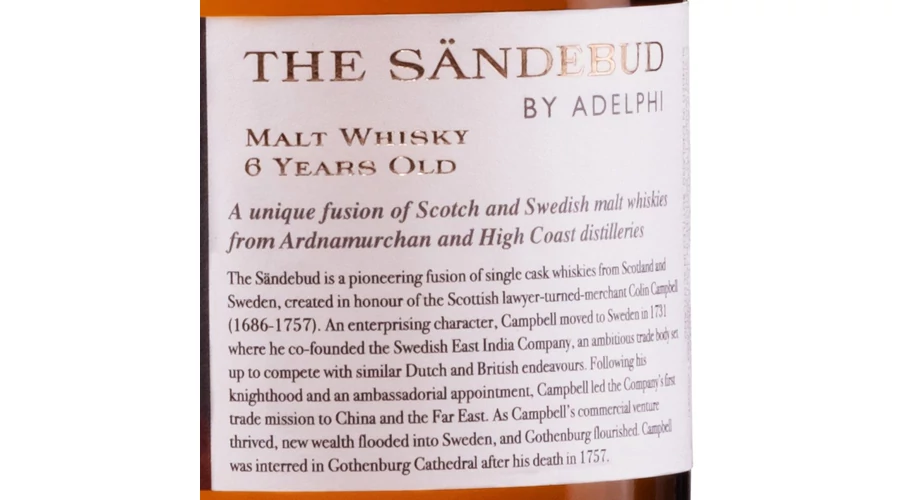 THE SÄNDEBUD
BY ADELPHI
MALT WHISKY
6 YEARS OLD
A unique fusion of Scotch and Swedish malt whiskies
from Ardnamurchan and High Coast distilleries
The Sändebud is a pioneering fusion of single cask whiskies from Scotland and
Sweden, created in honour of the Scottish lawyer-turned-merchant Colin Campbell
(1686-1757). An enterprising character, Campbell moved to Sweden in 1731
where he co-founded the Swedish East India Company, an ambitious trade body set
up to compete with similar Dutch and British endeavours. Following his
knighthood and an ambassadorial appointment, Campbell led the Company's first
trade mission to China and the Far East. As Campbell's commercial venture
thrived, new wealth flooded into Sweden, and Gothenburg flourished. Campbell
was interred in Gothenburg Cathedral after his death in 1757.